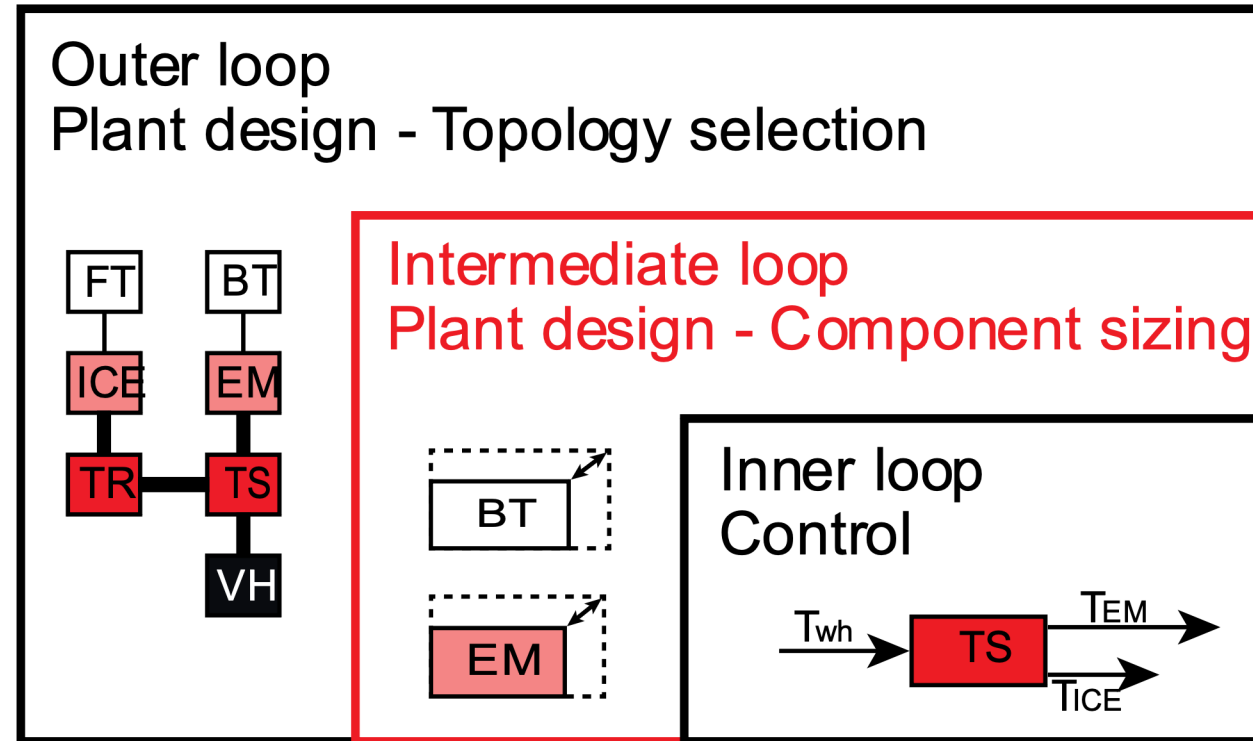 Outer loop
Plant design - Topology selection
FT
BT
ICE
EM
TR
TS
VH
Intermediate loop
Plant design - Component sizing
BT
EM
Inner loop
Control
Twh
TS
TEM
TICE